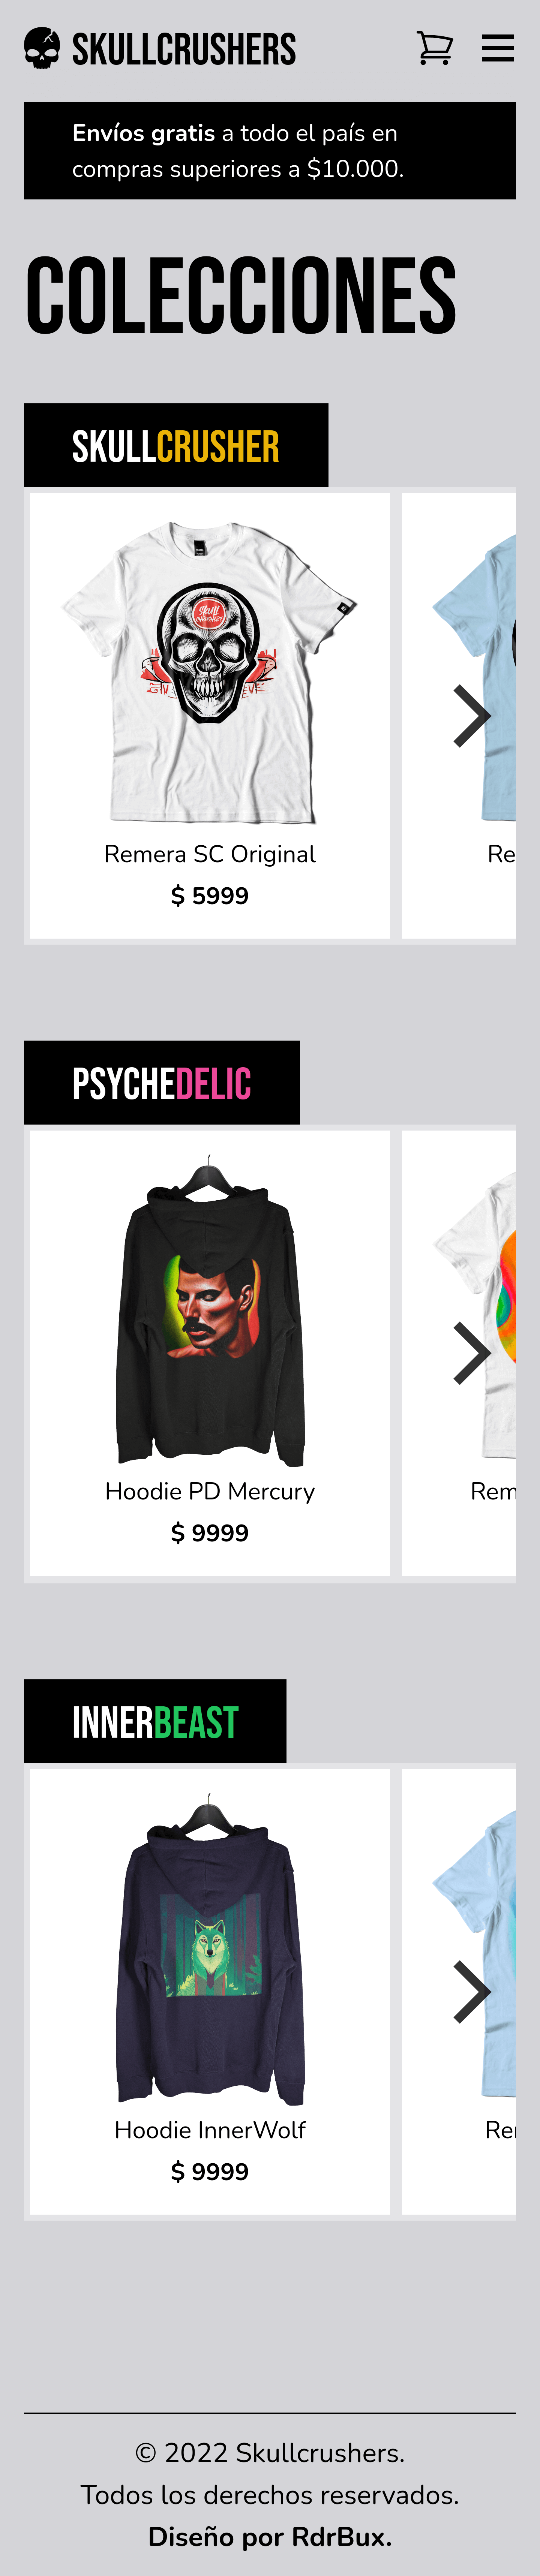 SKULLCRUSHERS
Envíos gratis a todo el país en
compras superiores a $10.000.
COLECCIONES
SKULLCRUSHER
Skull
Remera SC Original
Re
$ 5999
PSYCHEDELIC
Hoodie PD Mercury
Rem
$ 9999
INNERBEAST
Hoodie InnerWolf
Re
$ 9999
© 2022 Skullcrushers.
Todos los derechos reservados.
Diseño por RdrBux.